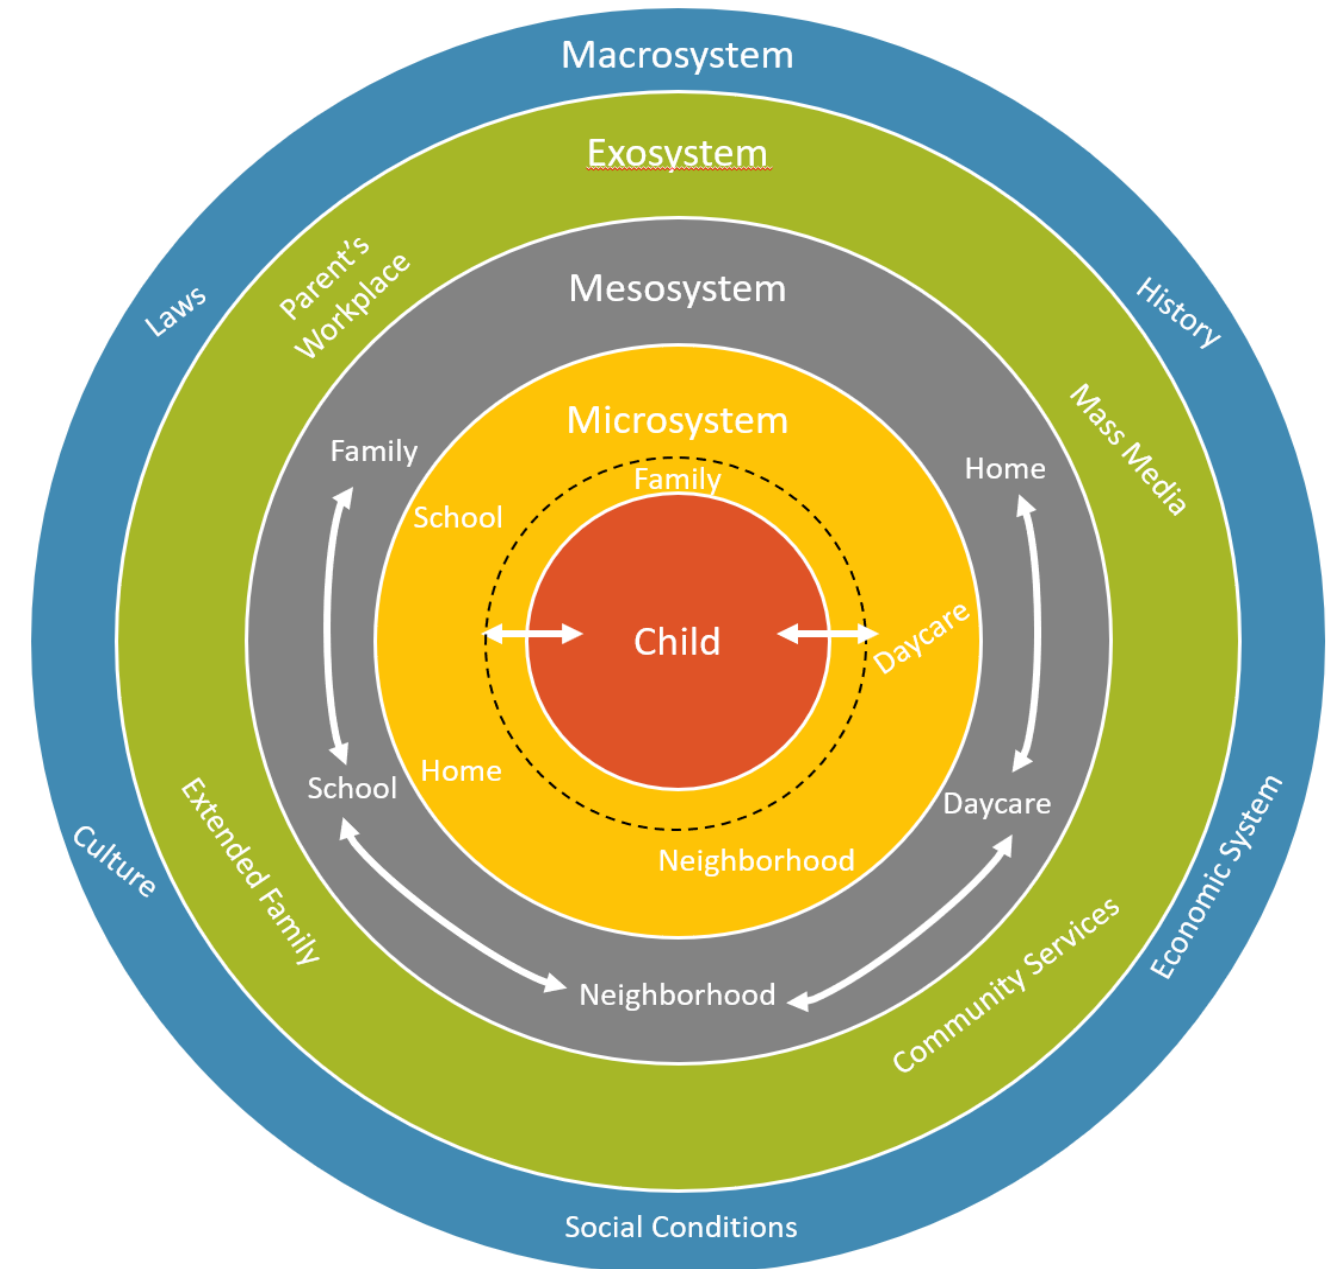 Macrosystem
Exosystem
Parent's
Workplace
Laws
History
Mesosystem
Mass Media
Microsystem
Family
Home
Family
School
Child
Daycare
Home
School
Daycare
Neighborhood
Culture
Extended Family
Economic System
Community Services
Neighborhood
Social Conditions